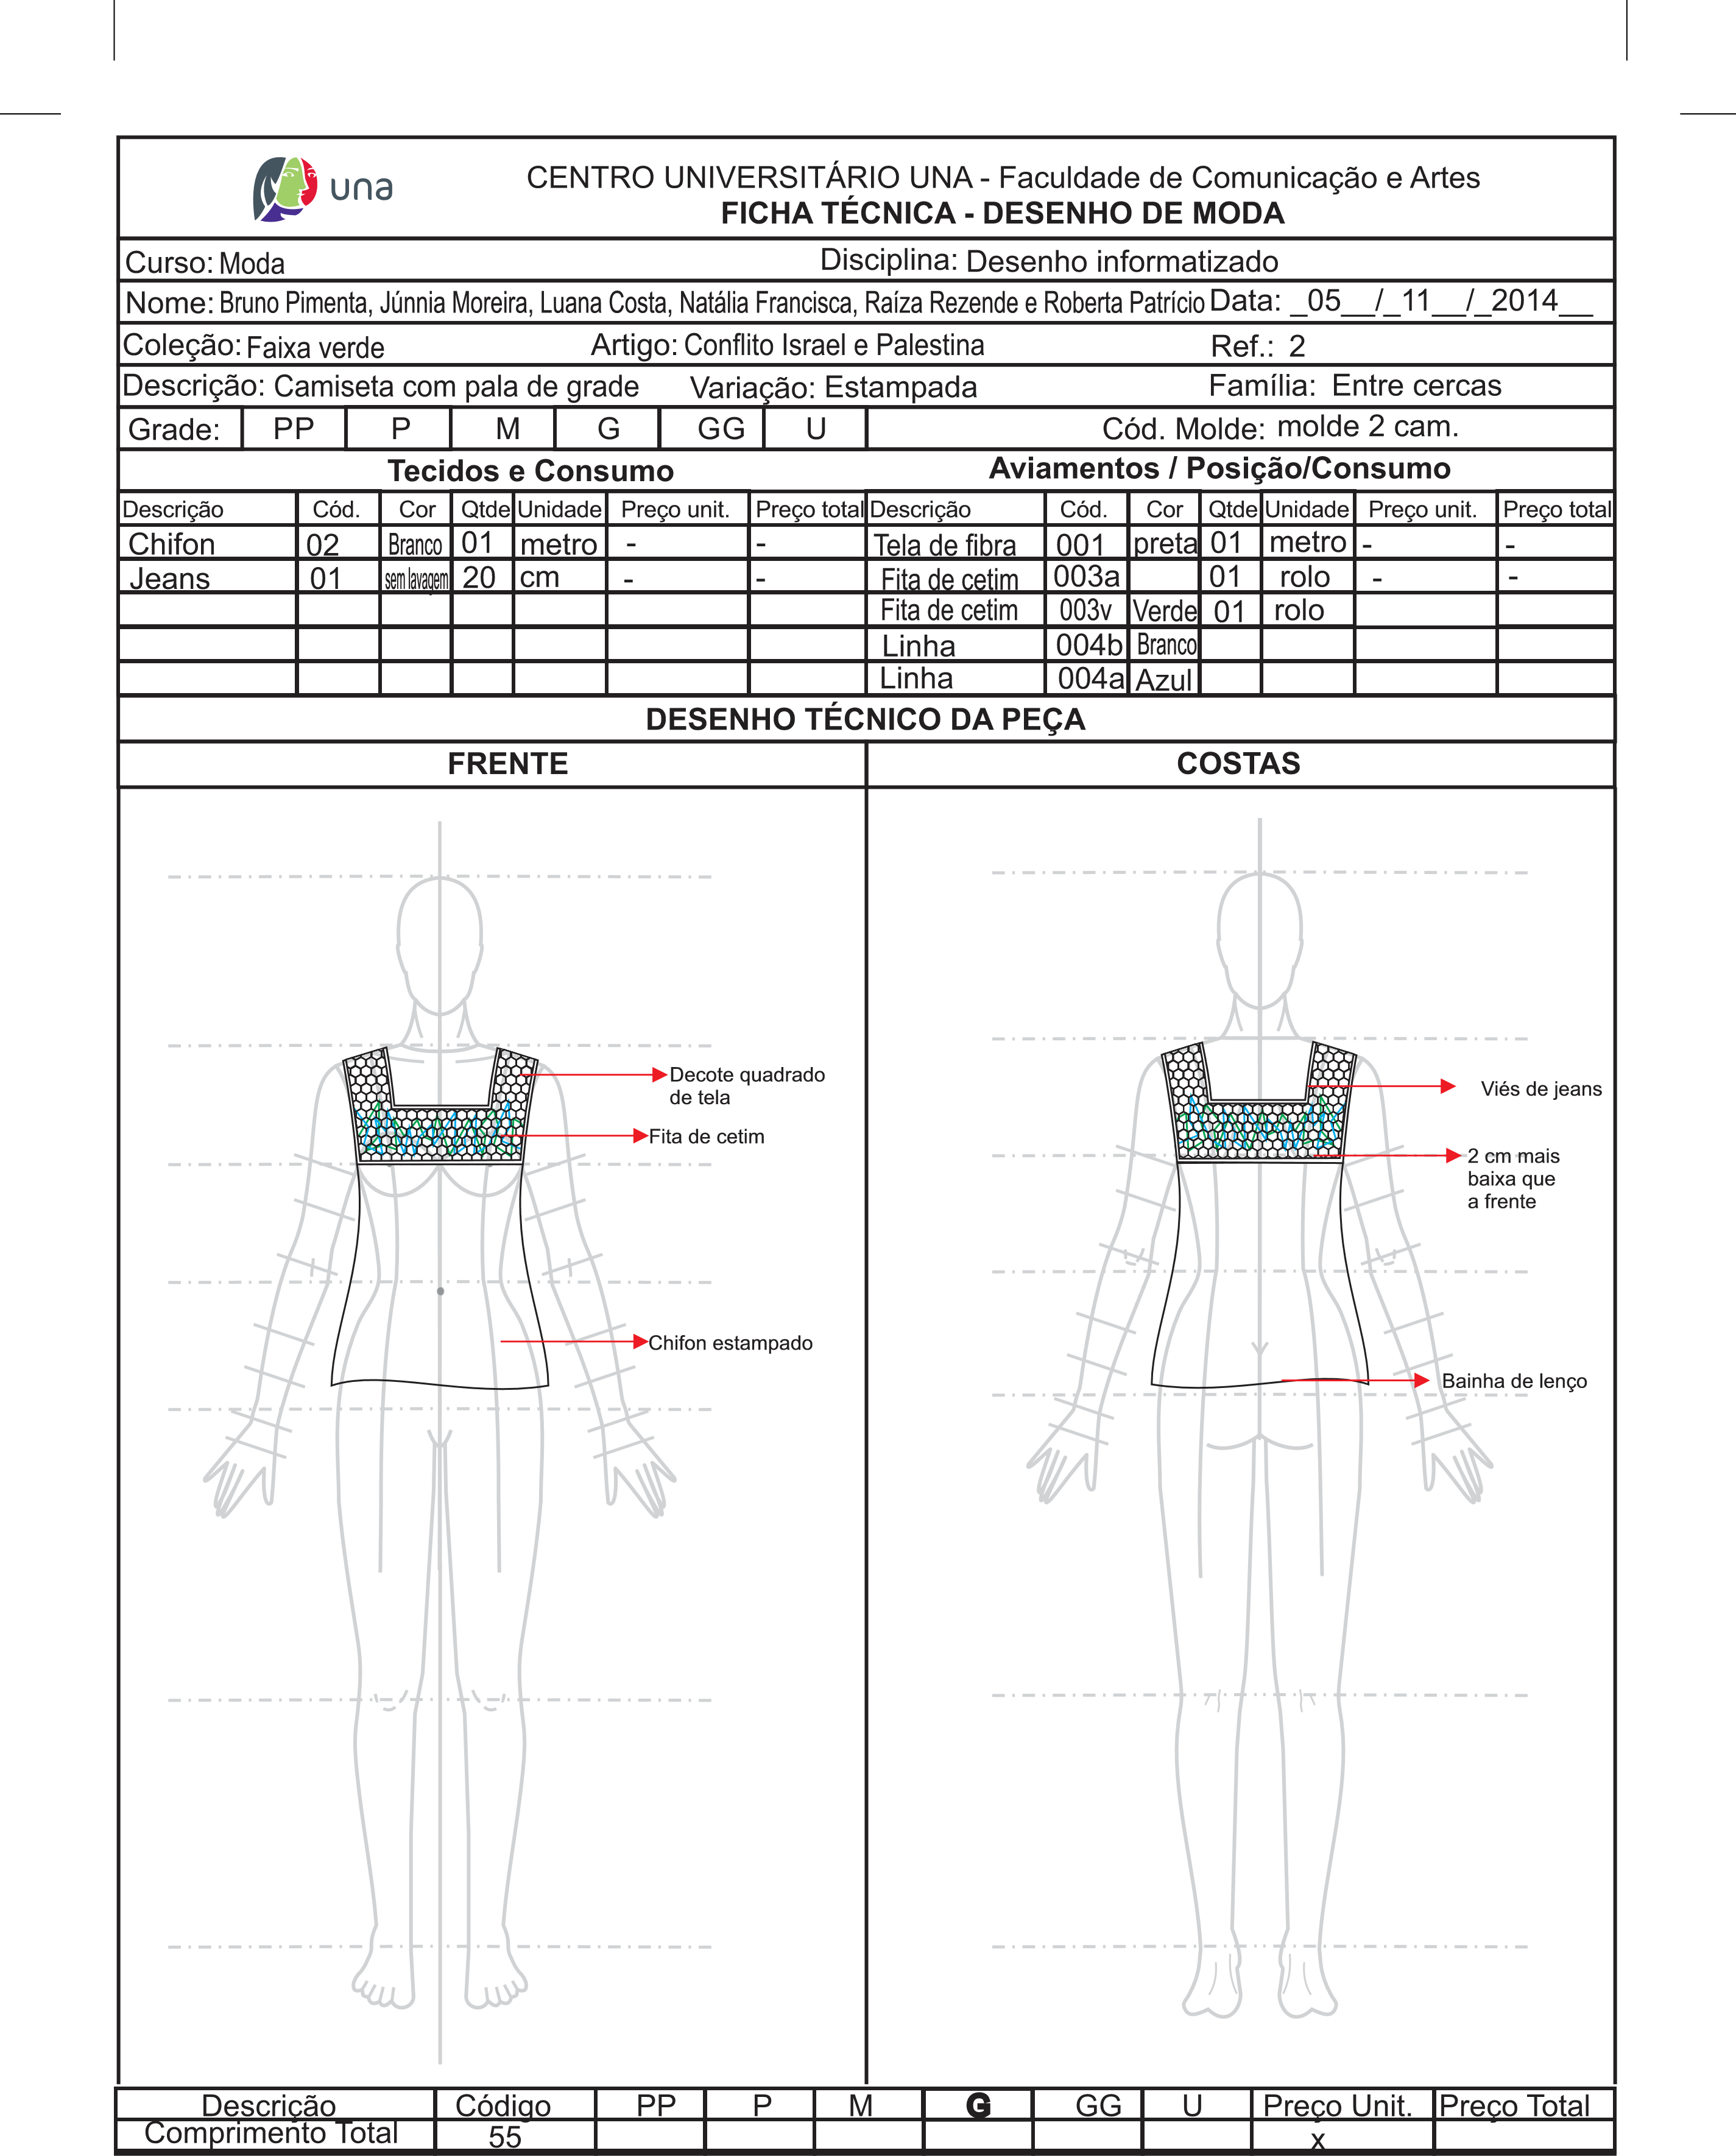 una
CENTRO UNIVERSITÁRIO UNA - Faculdade de Comunicação e Artes
FICHA TÉCNICA - DESENHO DE MODA
Curso: Moda Disciplina: Desenho informatizado
Nome: Bruno Pimenta, Júnnia Moreira, Luana Costa, Natália Francisca, Raíza Rezende e Roberta Patrício Data: _05__/_11__/_2014__
Coleção: Faixa verde Artigo: Conflito Israel e Palestina Ref.: 2
Descrição: Camiseta com pala de grade Variação: Estampada Família: Entre cercas
Grade: PP P M G GG U Cód. Molde: molde 2 cam.
Tecidos e Consumo Aviamentos / Posição/Consumo
Descrição Cód. Cor Qtde Unidade Preço unit. Preço total Descrição Cód. Cor Qtde Unidade Preço unit. Preço total
Chifon 02 Branco 01 metro - - Tela de fibra 001 preta 01 metro - -
Jeans 01 sem lavagem 20 cm - - Fita de cetim 003a 01 rolo - -
Fita de cetim 003v Verde 01 rolo
Linha 004b Branco
Linha 004a Azul
DESENHO TÉCNICO DA PEÇA
FRENTE COSTAS
Decote quadrado
de tela
Fita de cetim
Chifon estampado
Viés de jeans
2 cm mais
baixa que
a frente
Bainha de lenço
Descrição Código PP P M G GG U Preço Unit. Preço Total
Comprimento Total 55 x